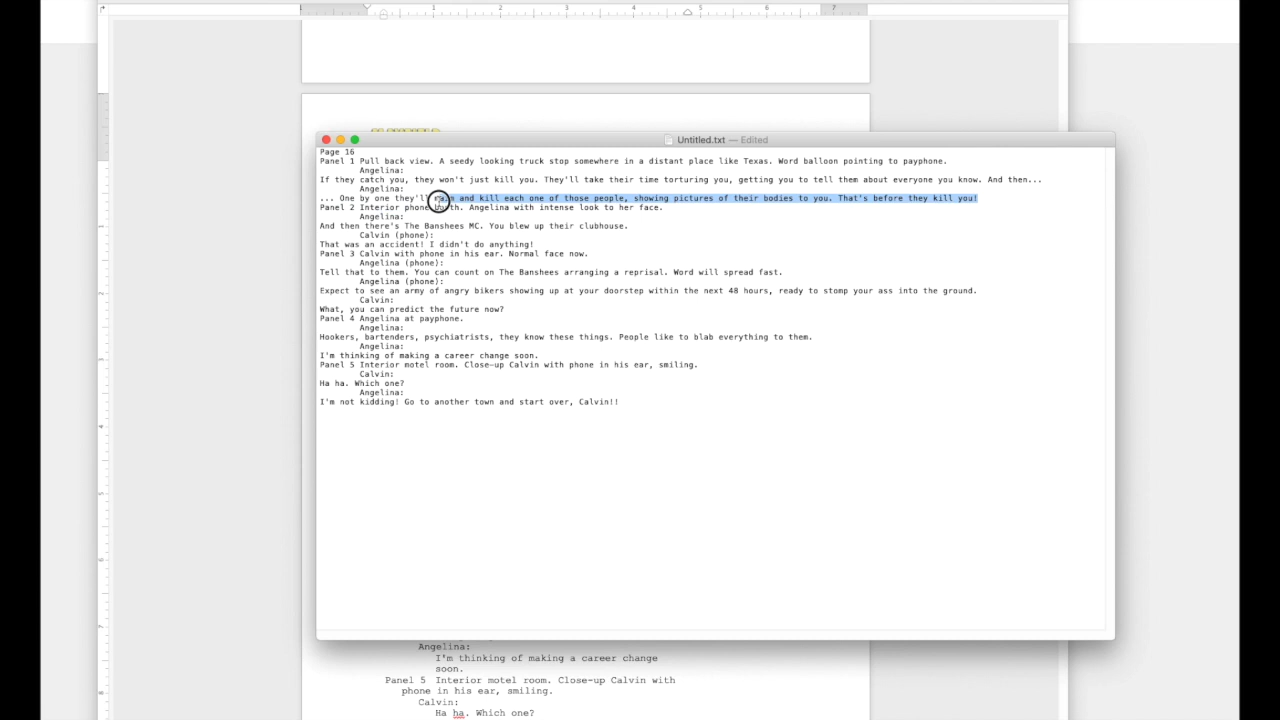 1 2 3 4 5 6 7
Untitled.txt — Edited
Page 16
Panel 1 Pull back view. A seedy looking truck stop somewhere in a distant place like Texas. Word balloon pointing to payphone.
Angelina:
If they catch you, they won't just kill you. They'll take their time torturing you, getting you to tell them about everyone you know. And then...
Angelina:
... One by one they'll and kill each one of those people, showing pictures of their bodies to you. That's before they kill you!
Panel 2 Interior phone booth. Angelina with intense look to her face.
Angelina:
And then there's The Banshees MC. You blew up their clubhouse.
Calvin (phone):
That was an accident! I didn't do anything!
Panel 3 Calvin with phone in his ear. Normal face now.
Angelina (phone):
Tell that to them. You can count on The Banshees arranging a reprisal. Word will spread fast.
Angelina (phone):
Expect to see an army of angry bikers showing up at your doorstep within the next 48 hours, ready to stomp your ass into the ground.
Calvin:
What, you can predict the future now?
Panel 4 Angelina at payphone.
Angelina:
Hookers, bartenders, psychiatrists, they know these things. People like to blab everything to them.
Angelina:
I'm thinking of making a career change soon.
Panel 5 Interior motel room. Close-up Calvin with phone in his ear, smiling.
Calvin:
Ha ha. Which one?
Angelina:
I'm not kidding! Go to another town and start over, Calvin!!
Angelina:
I'm thinking of making a career change
soon.
Panel 5 Interior motel room. Close-up Calvin with
phone in his ear, smiling.
Calvin:
Ha ha. Which one?